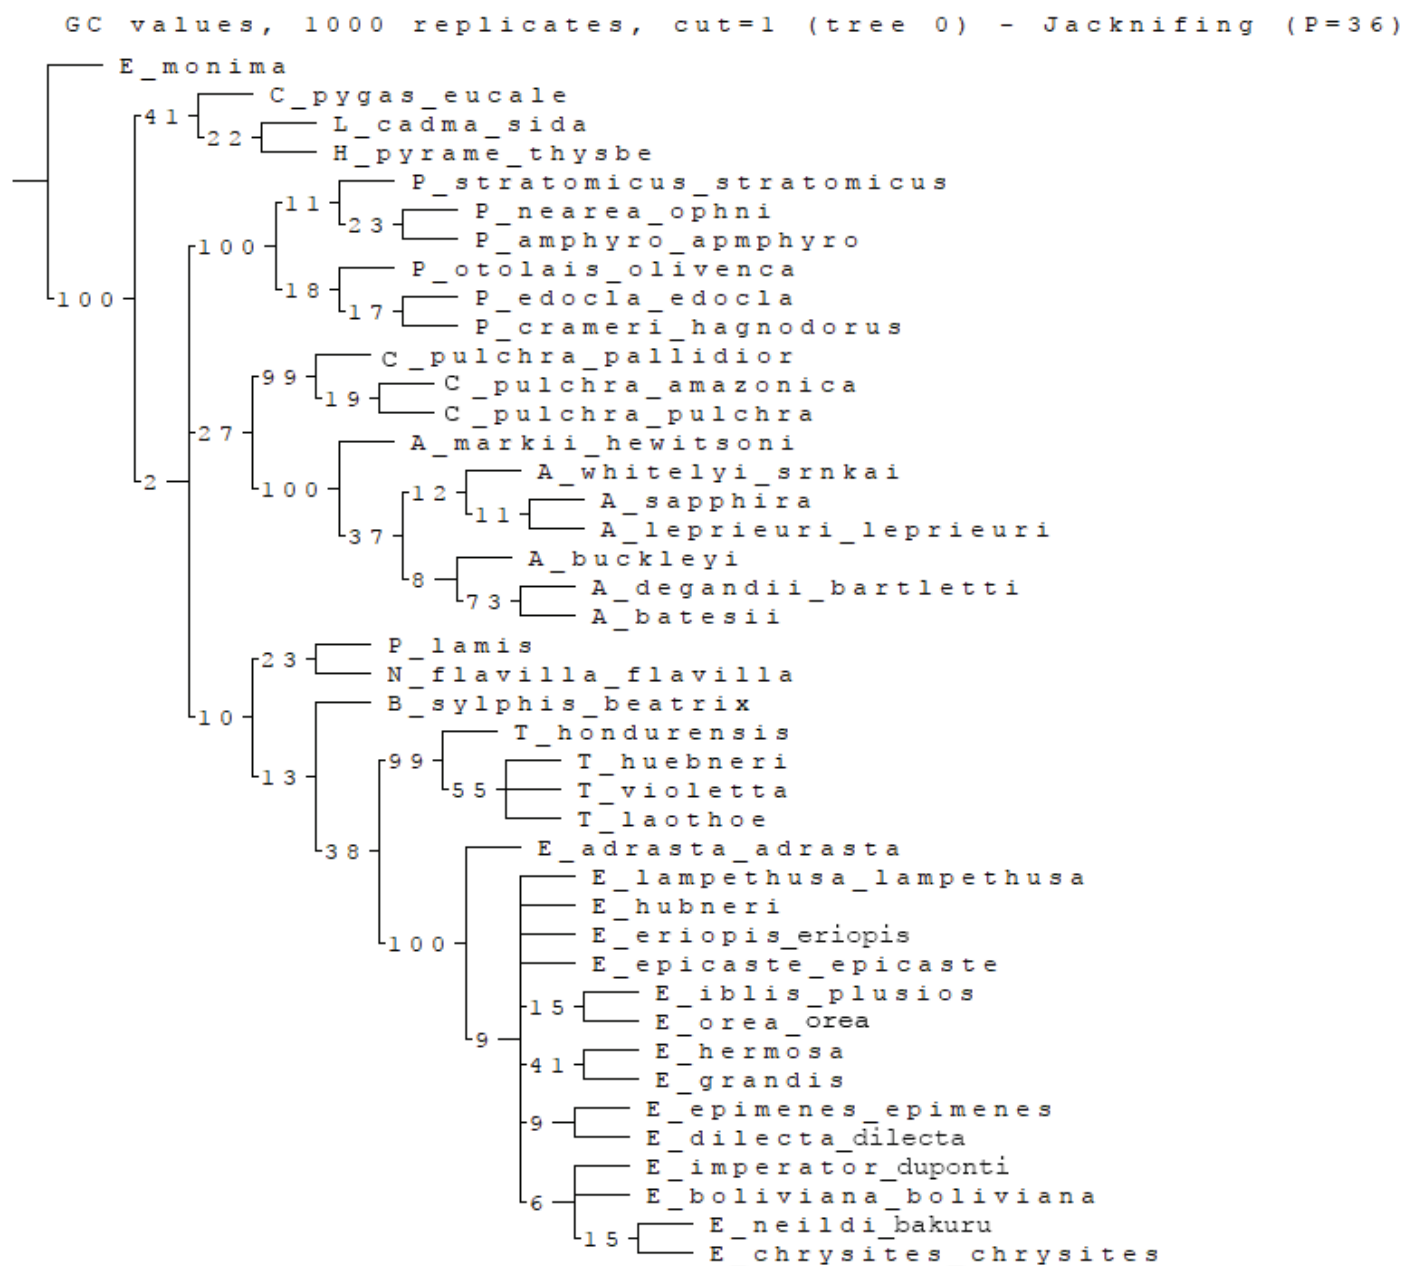 GC values, 1000 replicates, cut=1 (tree 0) - Jacknifing (P=36)
E_monima
C_pygas_eucale
41
L_cadma_sida
22
H_pyrame_thysbe
P_stratomicus_stratomicus
11
P_nearea_ophni
23
P_amphyro_apmphyro
100
P_otolais_olivenca
18
P_edocla_edocla
100
17
P_crameri_hagnodorus
C_pulchra_pallidior
99
C_pulchra_amazonica
19
C_pulchra_pulchra
27
A_markii_hewitsoni
A_whitelyi_srnkai
2
100
12
A_sapphira
11
A_leprieuri_leprieuri
37
A_buckleyi
8
A_degandii_bartletti
73
A_batesii
P_lamis
23
N_flavilla_flavilla
B_sylphis_beatrix
10
T_hondurensis
99
T_huebneri
13
55
T_violetta
T_laothoe
38
E_adrasta_adrasta
E_lampethusa_lampethusa
E_hubneri
E_eriopis_eriopis
100
E_epicaste_epicaste
E_iblis_plusios
15
E_orea_orea
9
E_hermosa
41
E_grandis
E_epimenes_epimenes
9
E_dilecta_dilecta
E_imperator_duponti
E_boliviana_boliviana
6
E_neildi_bakuru
15
E_chrysites_chrysites